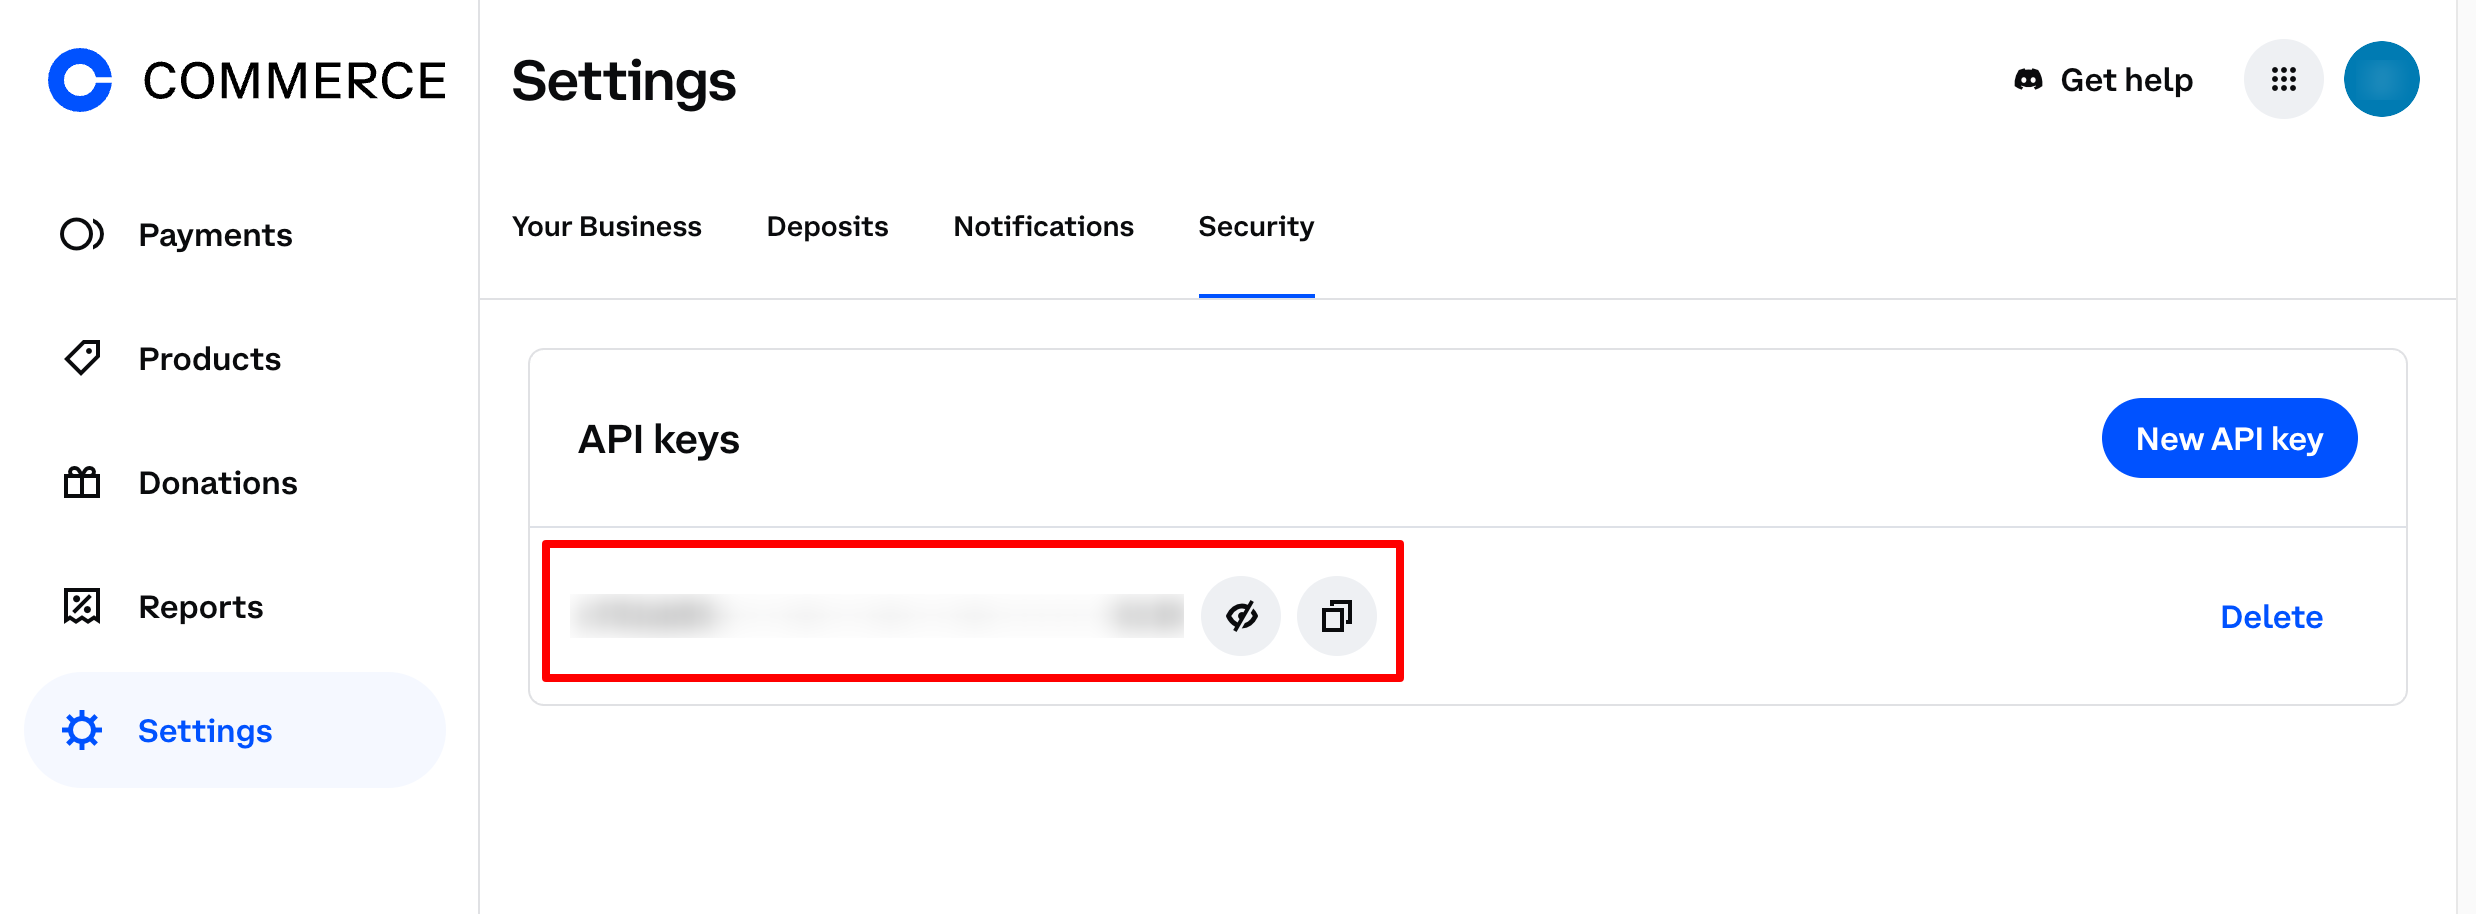 COMMERCE
Settings
Get help
Payments
Products
Donations
Reports
Settings
Your Business
Deposits
Notifications
Security
API keys
New API key
Delete